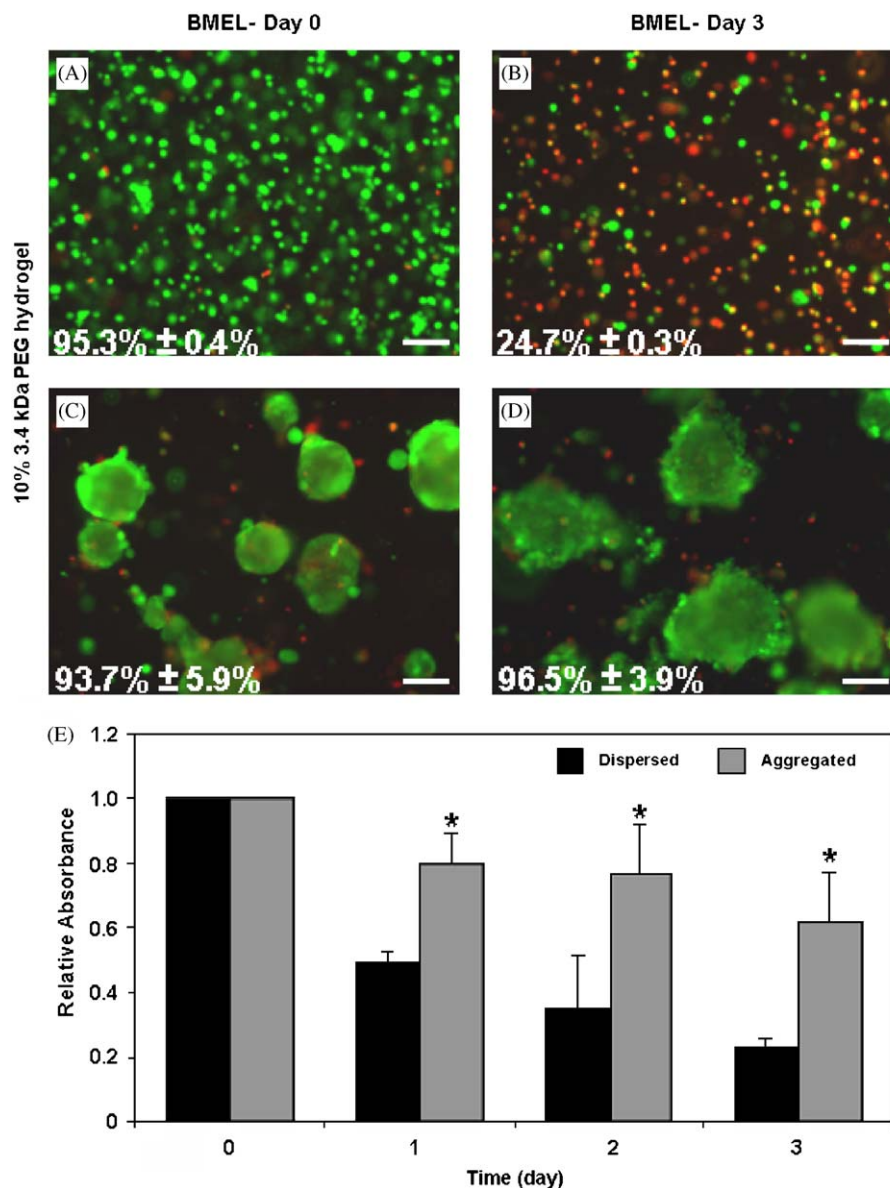 BMEL- Day 0
BMEL- Day 3
10% 3.4 kDa PEG hydrogel
(A)
95.3% ± 0.4%
(B)
24.7% ± 0.3%
(C)
93.7% ± 5.9%
(D)
96.5% ± 3.9%
(E)
1.2
1.0
0.8
0.6
0.4
0.2
0
Relative Absorbance
Dispersed
Aggregated
*
*
*
0
1
2
3
Time (day)